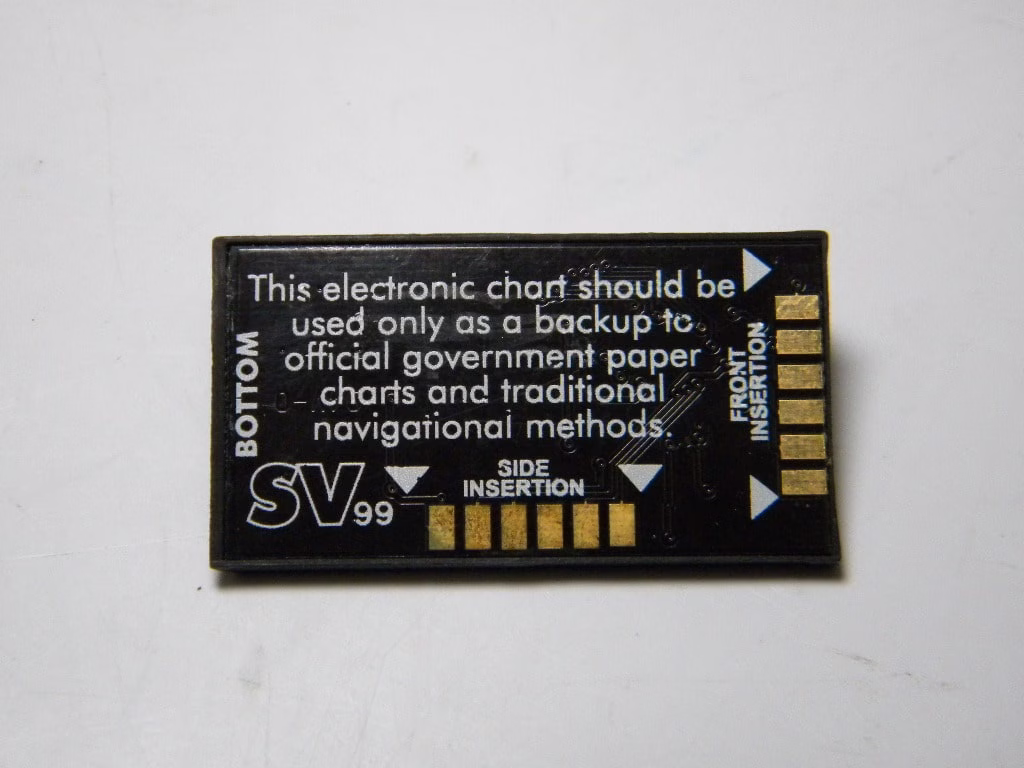 This electronic chart should be
used only as a backup to
official government paper
charts and traditional
navigational methods.
BOTTOM
SV99
SIDE
INSERTION
FRONT
INSERTION